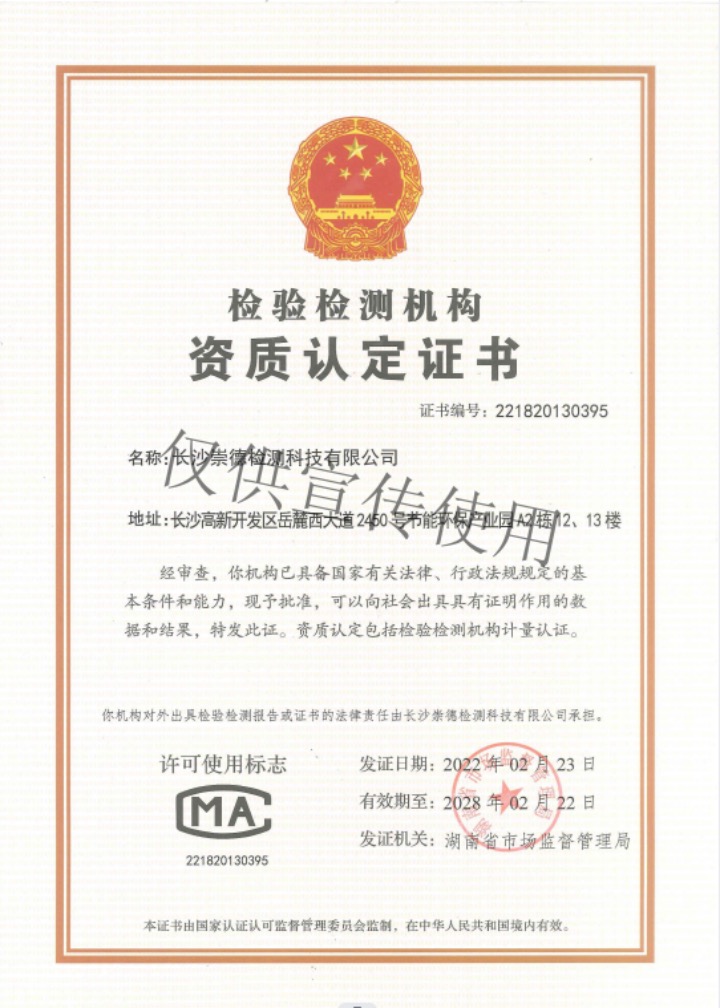 检验检测机构
资质认定证书
证书编号：221820130395
名称：长沙崇德检测科技有限公司
地址：长沙高新开发区岳麓西大道2450号节能环保产业园A2栋12、13楼
仅供宣传使用
经审查，你机构已具备国家有关法律、行政法规规定的基
本条件和能力，现予批准，可以向社会出具具有证明作用的数
据和结果，特发此证。资质认定包括检验检测机构计量认证。
你机构对外出具检验检测报告或证书的法律责任由长沙崇德检测科技有限公司承担。
许可使用标志
MA
221820130395
发证日期：2022年02月23日
有效期至：2028年02月22日
发证机关：湖南省市场监督管理局
湖南省市场监督管理局
本证书由国家认证认可监督管理委员会监制，在中华人民共和国境内有效。